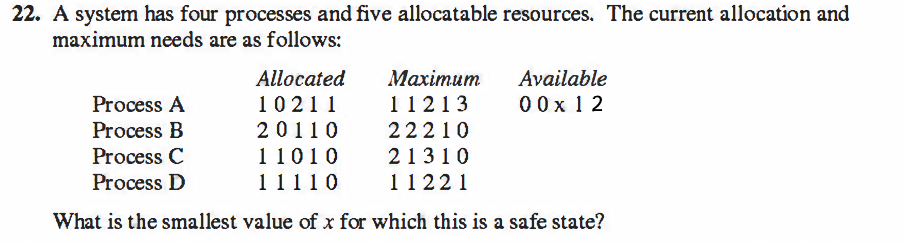 22. A system has four processes and five allocatable resources. The current allocation and
maximum needs are as follows:
Allocated Maximum Available
Process A 1 0 2 1 1 1 1 2 1 3 0 0 x 1 2
Process B 2 0 1 1 0 2 2 2 1 0
Process C 1 1 0 1 0 2 1 3 1 0
Process D 1 1 1 1 0 1 1 2 2 1
What is the smallest value of x for which this is a safe state?